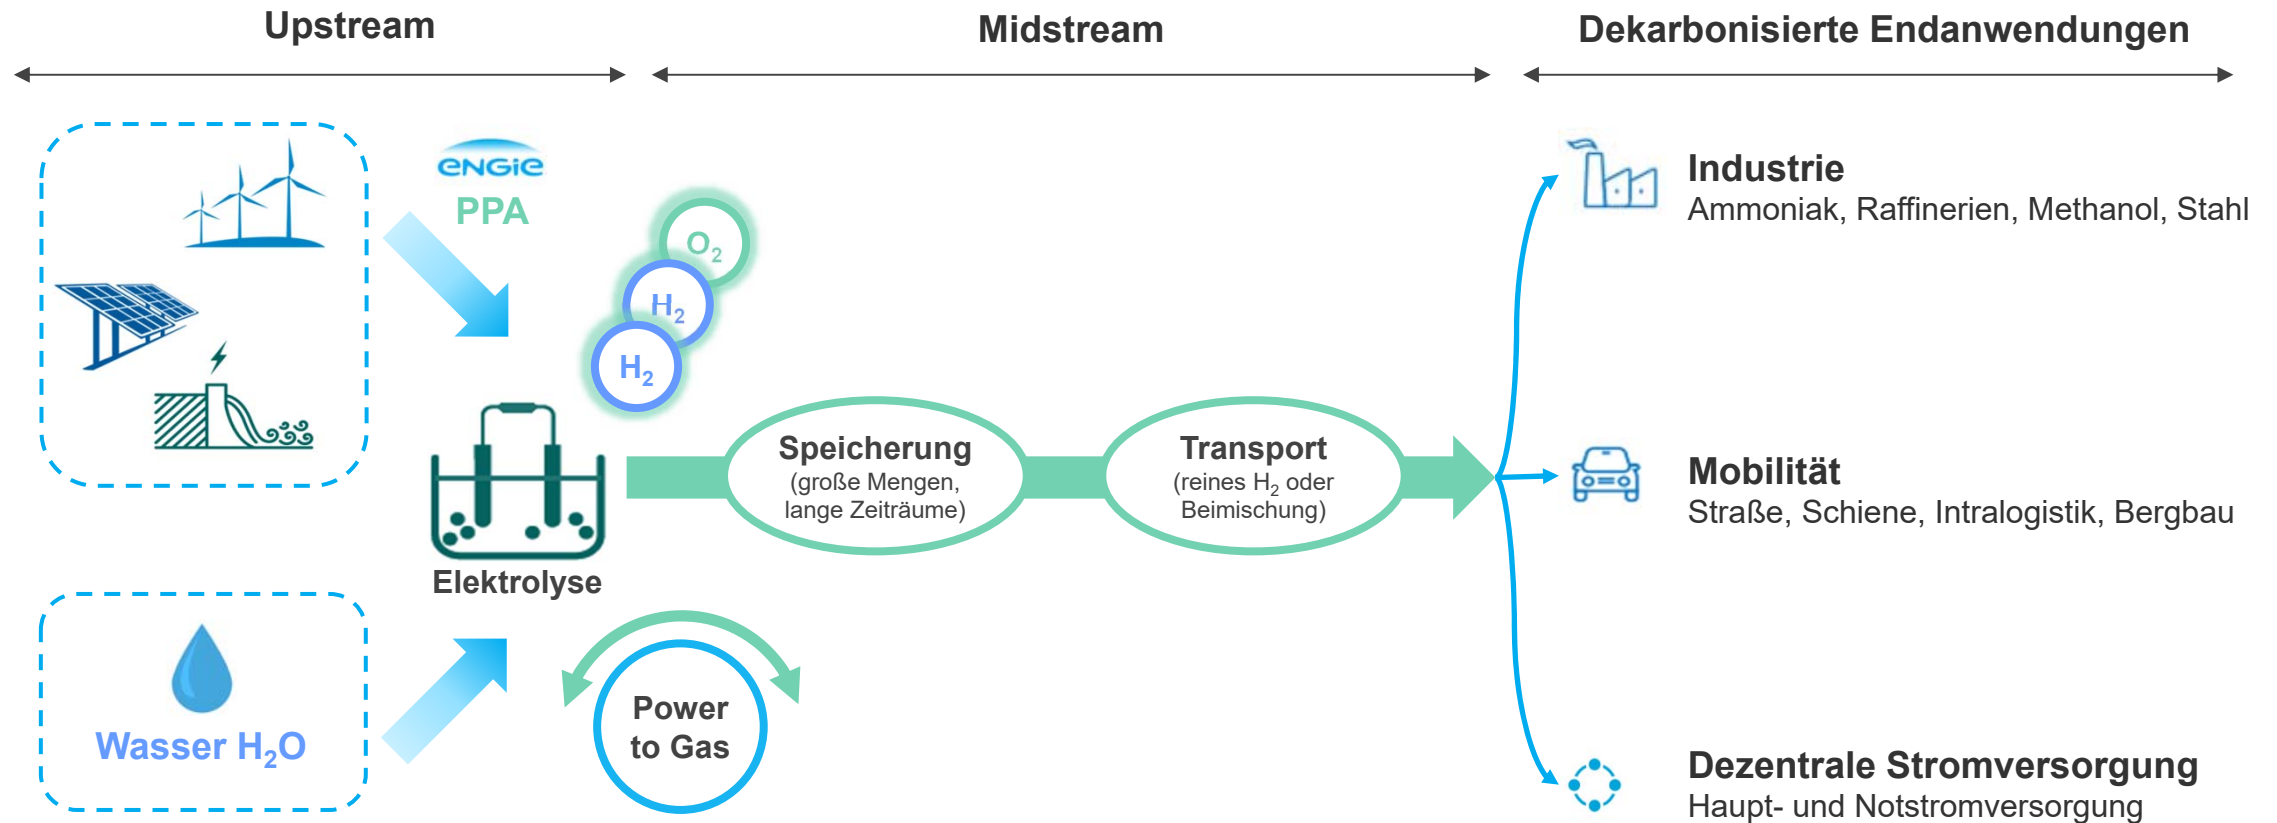 Upstream
Midstream
Dekarbonisierte Endanwendungen
ENGIE
PPA
O₂
H₂
H₂
Industrie
Ammoniak, Raffinerien, Methanol, Stahl
Speicherung
(große Mengen,
lange Zeiträume)
Transport
(reines H₂ oder
Beimischung)
Mobilität
Straße, Schiene, Intralogistik, Bergbau
Elektrolyse
Wasser H₂O
Power
to Gas
Dezentrale Stromversorgung
Haupt- und Notstromversorgung